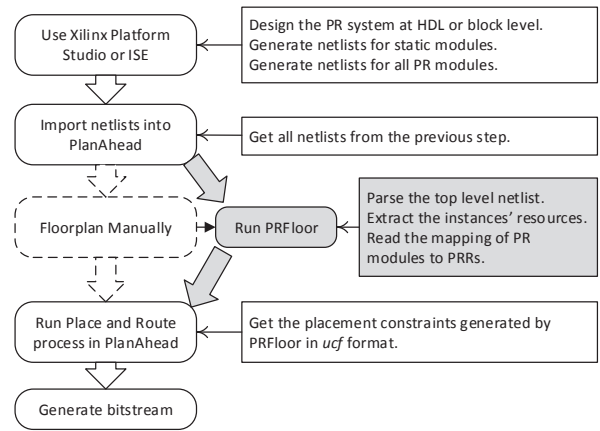 Use Xilinx Platform
Studio or ISE
Design the PR system at HDL or block level.
Generate netlists for static modules.
Generate netlists for all PR modules.
Import netlists into
PlanAhead
Get all netlists from the previous step.
Floorplan Manually
Run PRFloor
Parse the top level netlist.
Extract the instances’ resources.
Read the mapping of PR
modules to PRRs.
Run Place and Route
process in PlanAhead
Get the placement constraints generated by
PRFloor in ucf format.
Generate bitstream